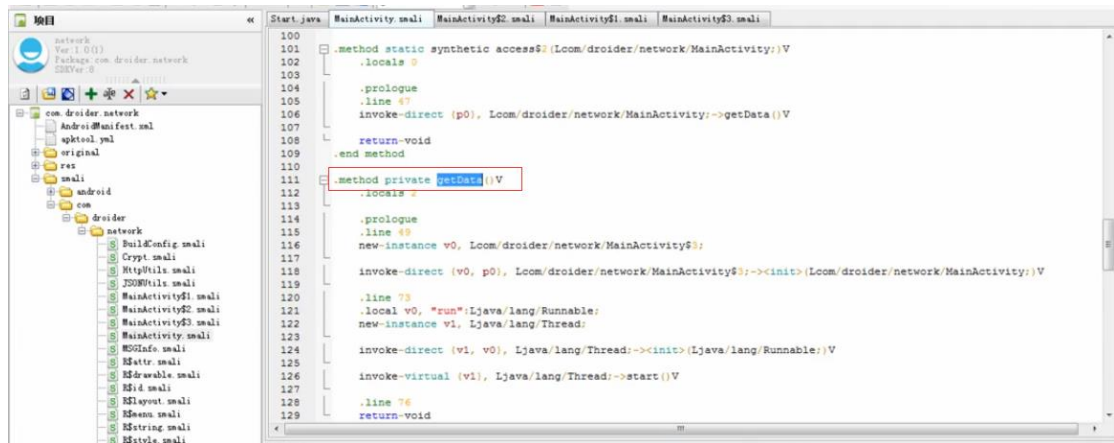 项目
«
network
Ver:1.0(1)
Package:com.droider.network
SDKVer:8
com.droider.network
AndroidManifest.xml
apktool.yml
original
res
smali
android
com
droider
network
BuildConfig.smali
Crypt.smali
HttpUtils.smali
JSONUtils.smali
MainActivity$1.smali
MainActivity$2.smali
MainActivity$3.smali
MainActivity.smali
MSGInfo.smali
R$attr.smali
R$drawable.smali
R$id.smali
R$layout.smali
R$menu.smali
R$string.smali
R$style.smali
Start.java MainActivity.smali MainActivity$2.smali MainActivity$1.smali MainActivity$3.smali
100
101 .method static synthetic access$2(Lcom/droider/network/MainActivity;)V
102 .locals 0
103
104 .prologue
105 .line 47
106 invoke-direct {p0}, Lcom/droider/network/MainActivity;->getData()V
107
108 return-void
109 .end method
110
111 .method private getData()V
112 .locals 2
113
114 .prologue
115 .line 49
116 new-instance v0, Lcom/droider/network/MainActivity$3;
117
118 invoke-direct {v0, p0}, Lcom/droider/network/MainActivity$3;-><init>(Lcom/droider/network/MainActivity;)V
119
120 .line 73
121 .local v0, "run":Ljava/lang/Runnable;
122 new-instance v1, Ljava/lang/Thread;
123
124 invoke-direct {v1, v0}, Ljava/lang/Thread;-><init>(Ljava/lang/Runnable;)V
125
126 invoke-virtual {v1}, Ljava/lang/Thread;->start()V
127
128 .line 76
129 return-void